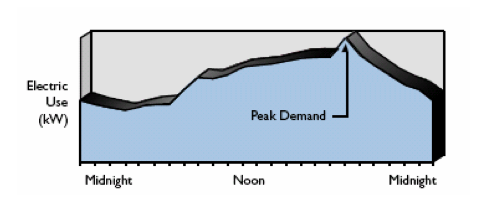 Electric
Use
(kW)
Peak Demand
Midnight
Noon
Midnight